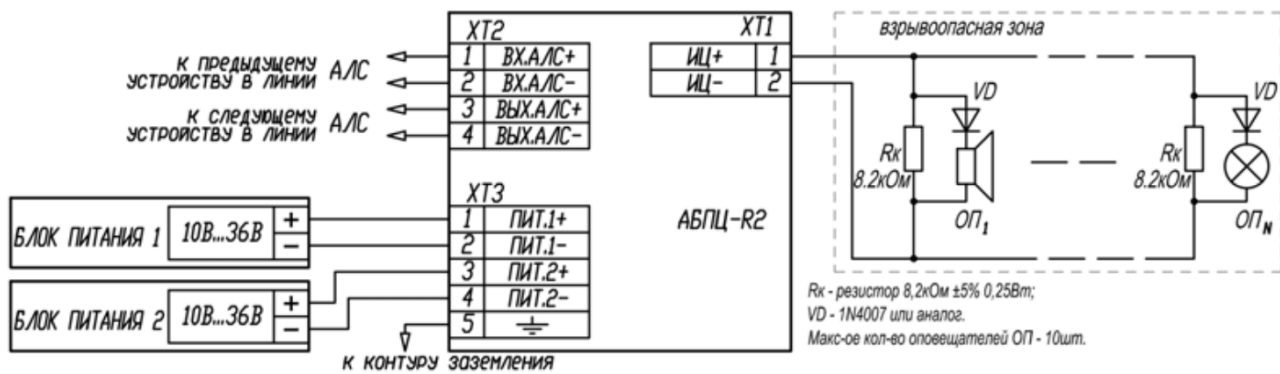 к предыдущему
устройству в линии
АЛС
к следующему
устройству в линии
АЛС
XT2
1 ВХ.АЛС+
2 ВХ.АЛС-
3 ВЫХ.АЛС+
4 ВЫХ.АЛС-
XT1
ИЦ+ 1
ИЦ- 2
XT3
1 ПИТ.1+
2 ПИТ.1-
3 ПИТ.2+
4 ПИТ.2-
5
АБПЦ-R2
БЛОК ПИТАНИЯ 1 10В...36В + −
БЛОК ПИТАНИЯ 2 10В...36В + −
к контуру заземления
взрывоопасная зона
VD
Rк
8.2кОм
ОП1
VD
Rк
8.2кОм
ОПN
Rк - резистор 8,2кОм ±5% 0,25Вт;
VD - 1N4007 или аналог.
Макс-ое кол-во оповещателей ОП - 10шт.